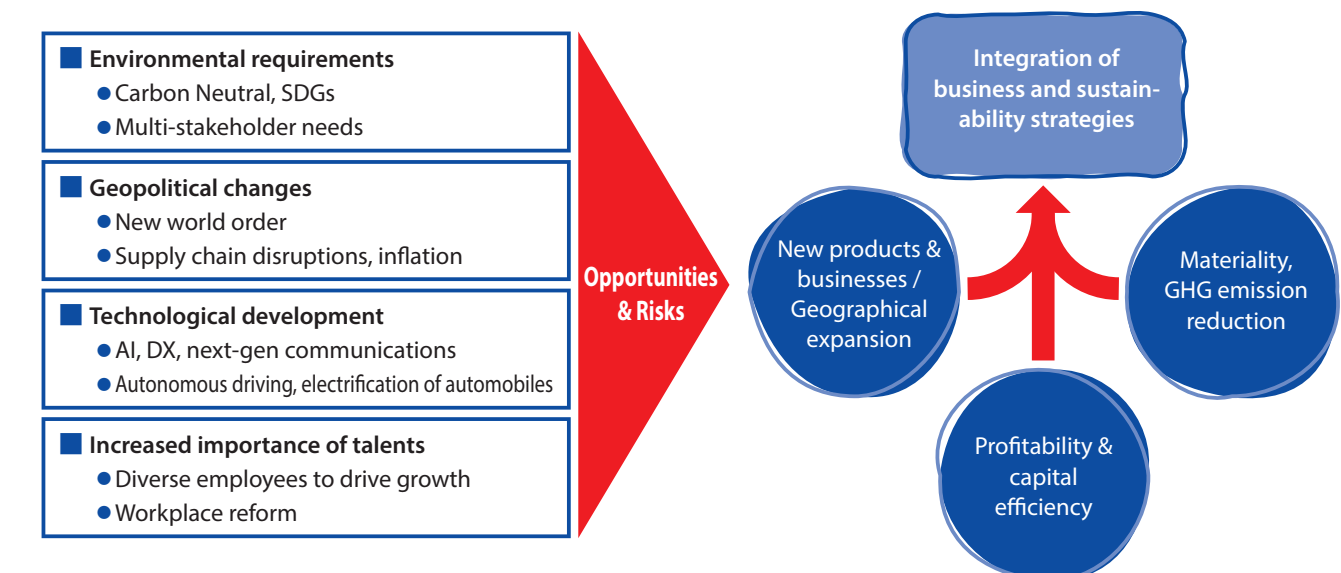 Environmental requirements
Carbon Neutral, SDGs
Multi-stakeholder needs
Geopolitical changes
New world order
Supply chain disruptions, inflation
Technological development
AI, DX, next-gen communications
Autonomous driving, electrification of automobiles
Increased importance of talents
Diverse employees to drive growth
Workplace reform
Opportunities
& Risks
Integration of
business and sustain-
ability strategies
New products &
businesses /
Geographical
expansion
Materiality,
GHG emission
reduction
Profitability &
capital
efficiency